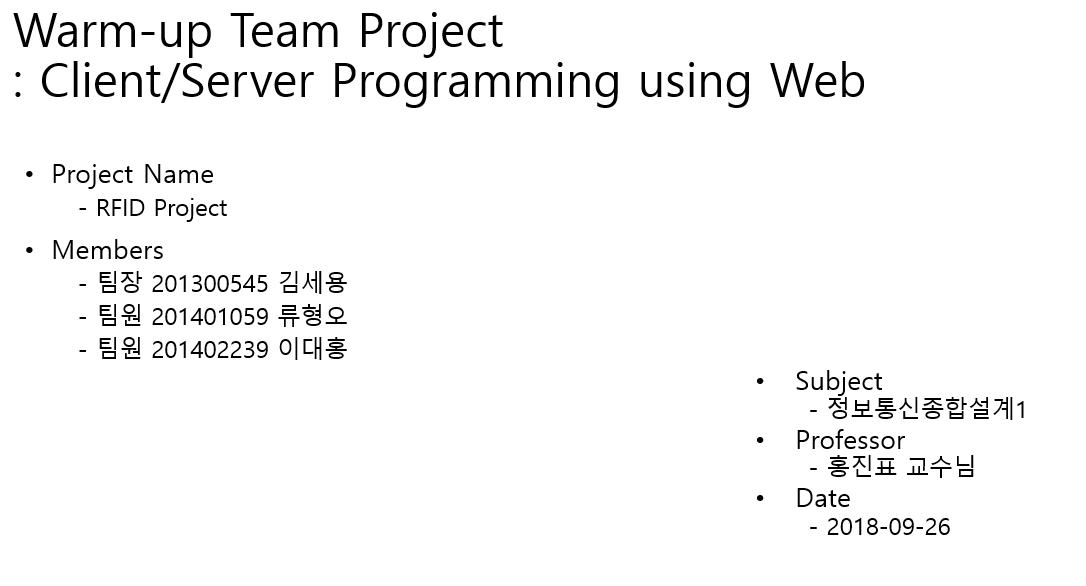 Warm-up Team Project
: Client/Server Programming using Web
• Project Name
- RFID Project
• Members
- 팀장 201300545 김세용
- 팀원 201401059 류형오
- 팀원 201402239 이대홍
• Subject
- 정보통신종합설계1
• Professor
- 홍진표 교수님
• Date
- 2018-09-26